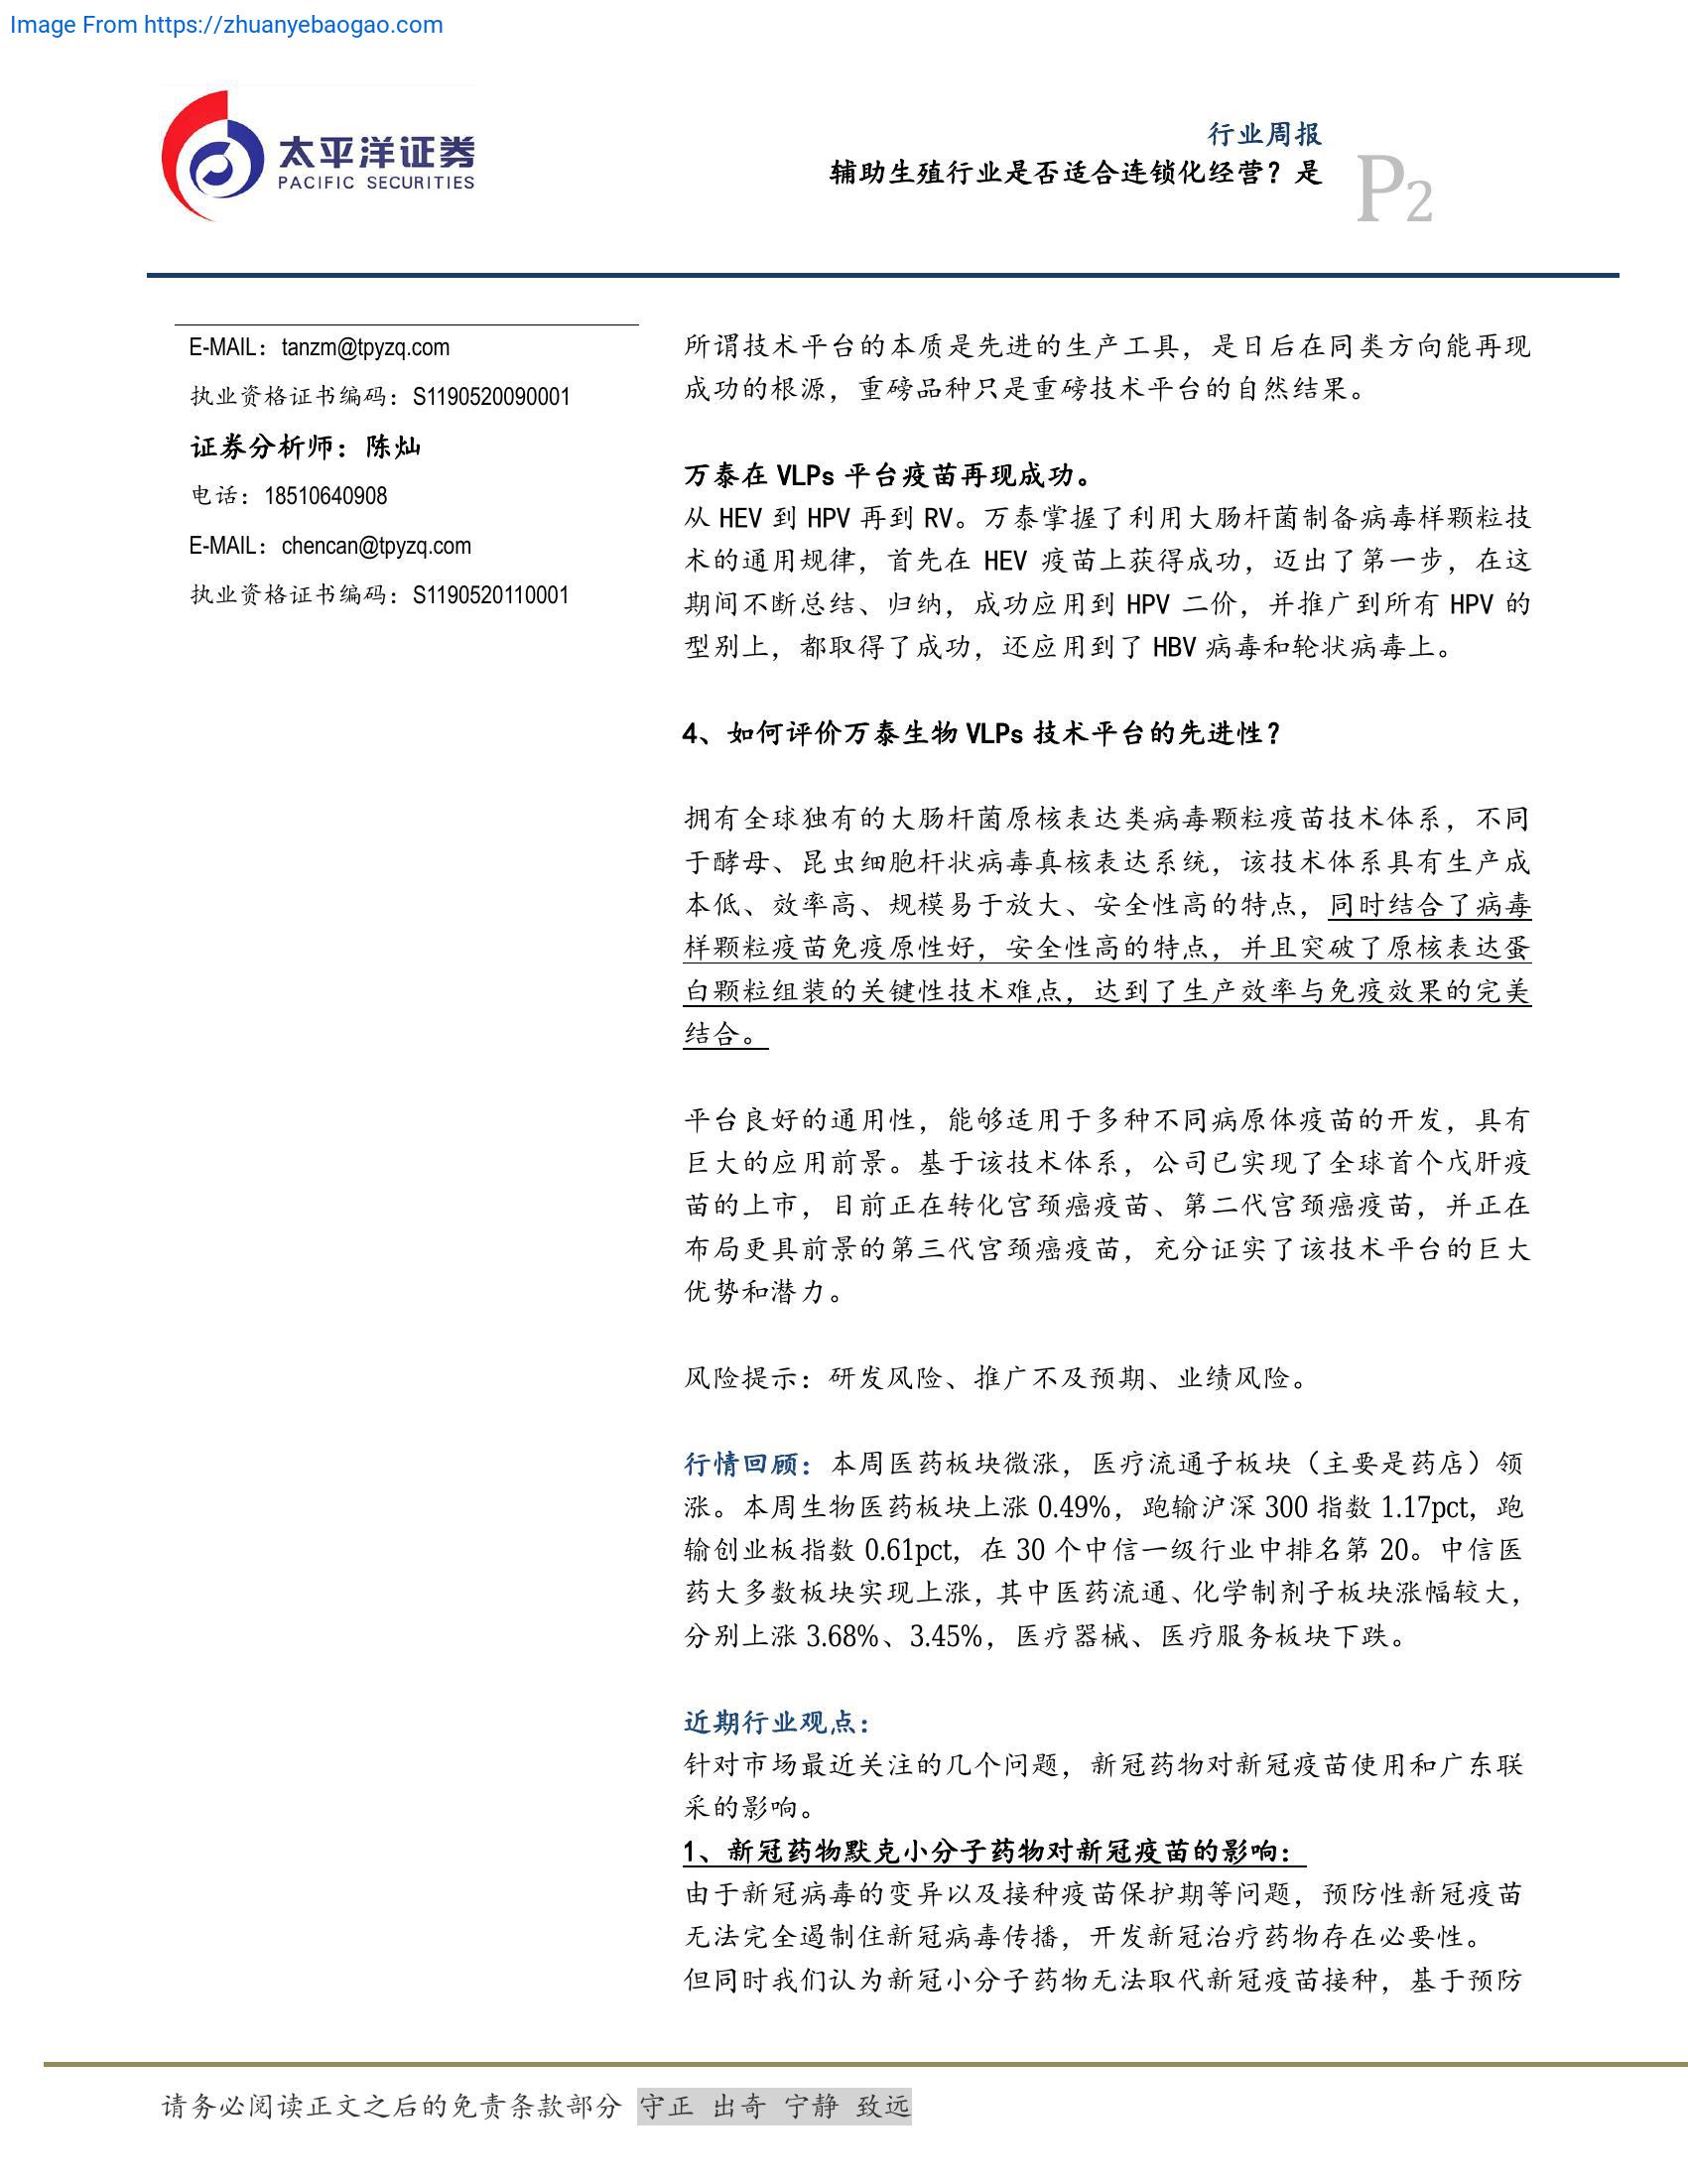 Image From https://zhuanyebaogao.com
太平洋证券
PACIFIC SECURITIES
行业周报
辅助生殖行业是否适合连锁化经营？是
P2
E-MAIL：tanzm@tpyzq.com
执业资格证书编码：S1190520090001
证券分析师：陈灿
电话：18510640908
E-MAIL：chencan@tpyzq.com
执业资格证书编码：S1190520110001
所谓技术平台的本质是先进的生产工具，是日后在同类方向能再现
成功的根源，重磅品种只是重磅技术平台的自然结果。
万泰在 VLPs 平台疫苗再现成功。
从 HEV 到 HPV 再到 RV。万泰掌握了利用大肠杆菌制备病毒样颗粒技
术的通用规律，首先在 HEV 疫苗上获得成功，迈出了第一步，在这
期间不断总结、归纳，成功应用到 HPV 二价，并推广到所有 HPV 的
型别上，都取得了成功，还应用到了 HBV 病毒和轮状病毒上。
4、如何评价万泰生物 VLPs 技术平台的先进性？
拥有全球独有的大肠杆菌原核表达类病毒颗粒疫苗技术体系，不同
于酵母、昆虫细胞杆状病毒真核表达系统，该技术体系具有生产成
本低、效率高、规模易于放大、安全性高的特点，同时结合了病毒
样颗粒疫苗免疫原性好，安全性高的特点，并且突破了原核表达蛋
白颗粒组装的关键性技术难点，达到了生产效率与免疫效果的完美
结合。
平台良好的通用性，能够适用于多种不同病原体疫苗的开发，具有
巨大的应用前景。基于该技术体系，公司已实现了全球首个戊肝疫
苗的上市，目前正在转化宫颈癌疫苗、第二代宫颈癌疫苗，并正在
布局更具前景的第三代宫颈癌疫苗，充分证实了该技术平台的巨大
优势和潜力。
风险提示：研发风险、推广不及预期、业绩风险。
行情回顾：本周医药板块微涨，医疗流通子板块（主要是药店）领
涨。本周生物医药板块上涨 0.49%，跑输沪深 300 指数 1.17pct，跑
输创业板指数 0.61pct，在 30 个中信一级行业中排名第 20。中信医
药大多数板块实现上涨，其中医药流通、化学制剂子板块涨幅较大，
分别上涨 3.68%、3.45%，医疗器械、医疗服务板块下跌。
近期行业观点：
针对市场最近关注的几个问题，新冠药物对新冠疫苗使用和广东联
采的影响。
1、新冠药物默克小分子药物对新冠疫苗的影响：
由于新冠病毒的变异以及接种疫苗保护期等问题，预防性新冠疫苗
无法完全遏制住新冠病毒传播，开发新冠治疗药物存在必要性。
但同时我们认为新冠小分子药物无法取代新冠疫苗接种，基于预防
请务必阅读正文之后的免责条款部分 守正 出奇 宁静 致远